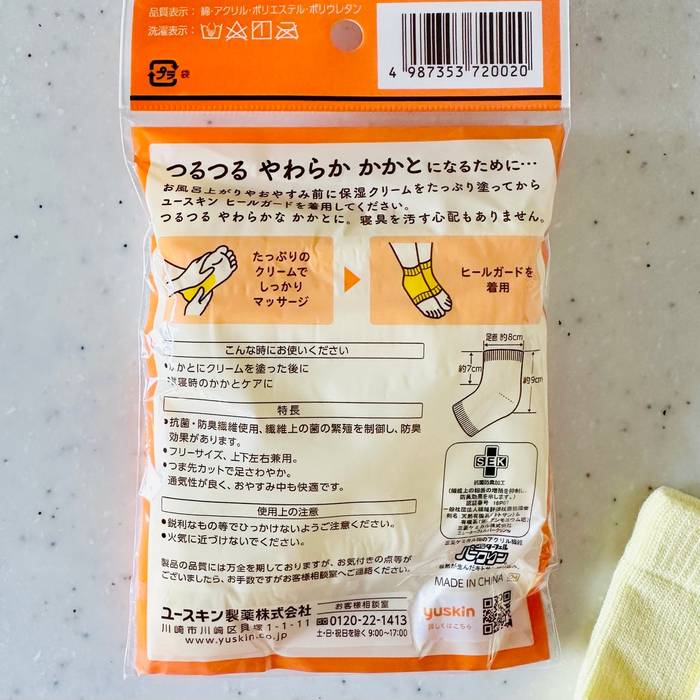 品質表示：綿・アクリル・ポリエステル・ポリウレタン
洗濯表示：
プラ 袋
4 987353 720020
つるつる やわらか かかとになるために…
お風呂上がりやおやすみ前に保湿クリームをたっぷり塗ってから
ユースキン ヒールガードを着用してください。
つるつる やわらかな かかとに。寝具を汚す心配もありません。
たっぷりの
クリームで
しっかり
マッサージ
ヒールガードを
着用
こんな時にお使いください
かとにクリームを塗った後に
寝時のかかとケアに
特長
●抗菌・防臭繊維使用、繊維上の菌の繁殖を制御し、防臭
効果があります。
●フリーサイズ、上下左右兼用。
●つま先カットで足さわやか。
通気性が良く、おやすみ中も快適です。
使用上の注意
●鋭利なもの等でひっかけないようご注意ください。
●火気に近づけないでください。
製品の品質には万全を期しておりますが、お気付きの点等が
ございましたら、お手数ですがお客様相談室へご連絡ください。
ユースキン製薬株式会社
川崎市川崎区貝塚1-1-11
www.yuskin.co.jp
お客様相談室
0120-22-1413
土・日・祝日を除く 9:00〜17:00
足首 約8cm
約7cm
約9cm
SEK
抗菌防臭加工
MADE IN CHINA
yuskin
詳しくはこちら